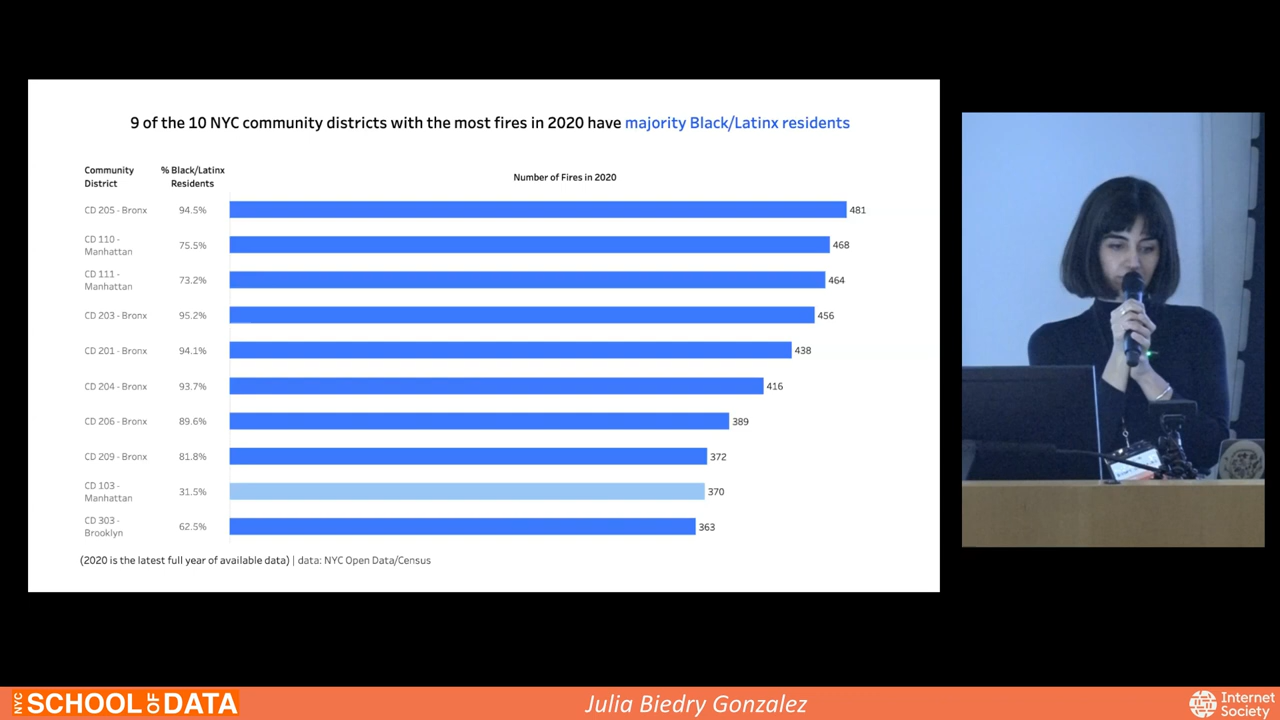 9 of the 10 NYC community districts with the most fires in 2020 have majority Black/Latinx residents
Community
District
% Black/Latinx
Residents
Number of Fires in 2020
CD 205 - Bronx 94.5% 481
CD 110 -
Manhattan 75.5% 468
CD 111 -
Manhattan 73.2% 464
CD 203 - Bronx 95.2% 456
CD 201 - Bronx 94.1% 438
CD 204 - Bronx 93.7% 416
CD 206 - Bronx 89.6% 389
CD 209 - Bronx 81.8% 372
CD 103 -
Manhattan 31.5% 370
CD 303 -
Brooklyn 62.5% 363
(2020 is the latest full year of available data) | data: NYC Open Data/Census
NYC SCHOOL OF DATA
Julia Biedry Gonzalez
Internet
Society